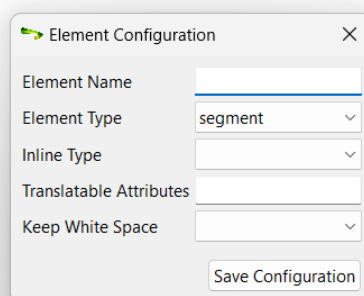 Element Configuration
Element Name
Element Type segment
Inline Type
Translatable Attributes
Keep White Space
Save Configuration